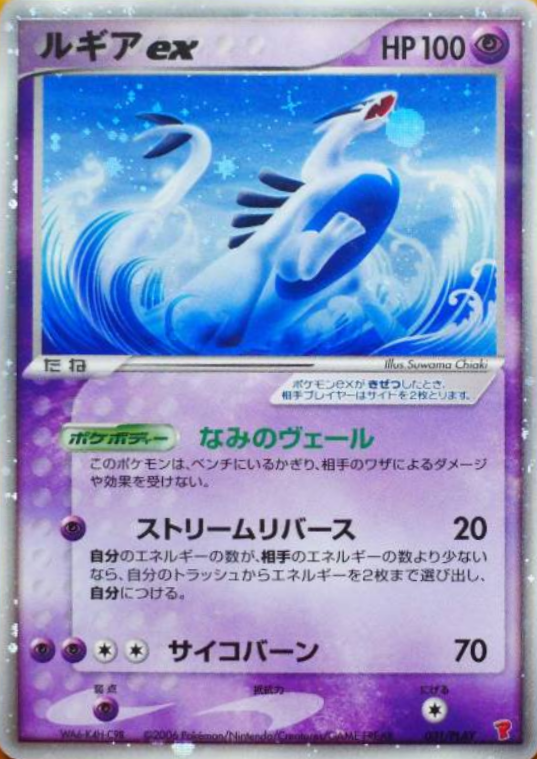 ルギアex HP100
たね
Illus. Suwama Chiaki
ポケモンexがきぜつしたとき、
相手プレイヤーはサイドを2枚とります。
ポケボディー なみのヴェール
このポケモンは、ベンチにいるかぎり、相手のワザによるダメージ
や効果を受けない。
ストリームリバース 20
自分のエネルギーの数が、相手のエネルギーの数より少ない
なら、自分のトラッシュからエネルギーを2枚まで選び出し、
自分につける。
サイコバーン 70
弱点 抵抗力 にげる
©2006 Pokémon/Nintendo/Creatures/GAME FREAK 031/PLAY